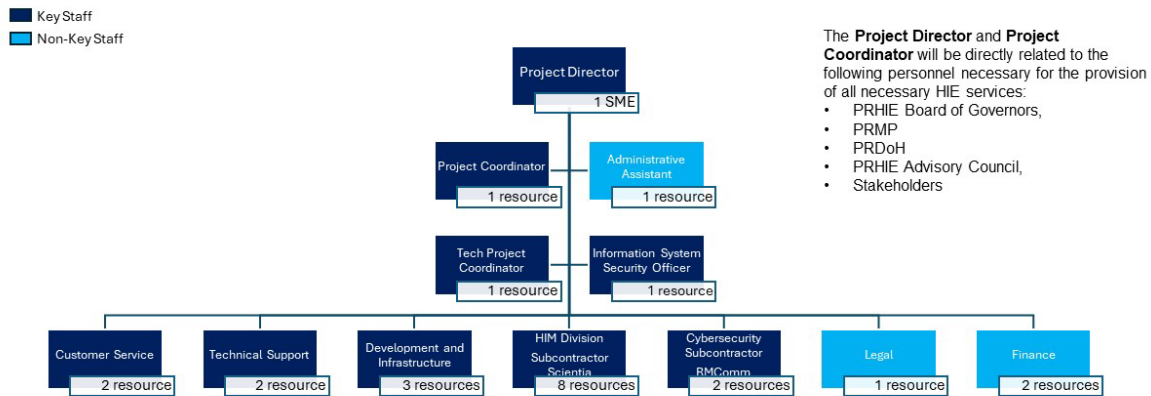 Key Staff
Non-Key Staff
The Project Director and Project
Coordinator will be directly related to the
following personnel necessary for the provision
of all necessary HIE services:
• PRHIE Board of Governors,
• PRMP
• PRDoH
• PRHIE Advisory Council,
• Stakeholders
Project Director
1 SME
Project Coordinator
1 resource
Administrative
Assistant
1 resource
Tech Project
Coordinator
1 resource
Information System
Security Officer
1 resource
Customer Service
2 resource
Technical Support
2 resource
Development and
Infrastructure
3 resources
HIM Division
Subcontractor
Scientia
8 resources
Cybersecurity
Subcontractor
RMComm
2 resources
Legal
1 resource
Finance
2 resources